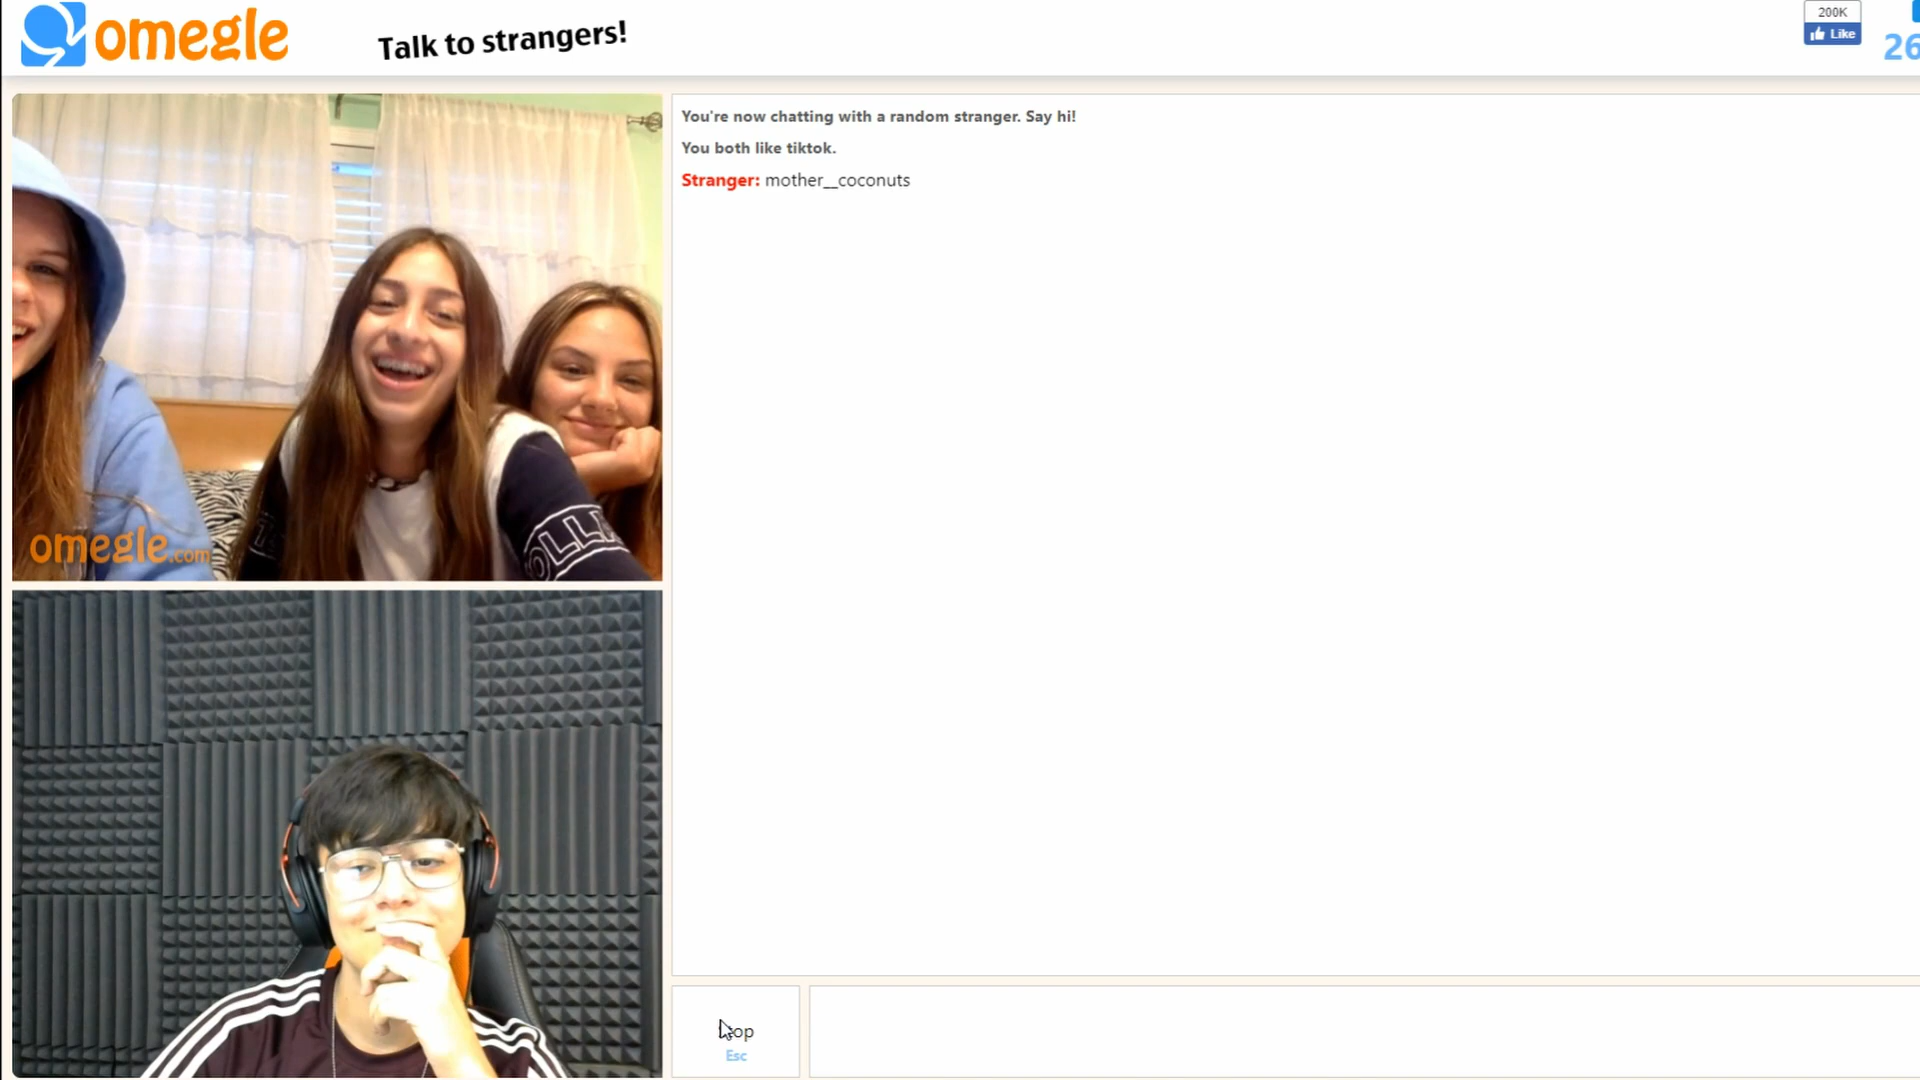 omegle
Talk to strangers!
200K
Like
26
You're now chatting with a random stranger. Say hi!
You both like tiktok.
Stranger: mother__coconuts
omegle.com
OLLI
Esc